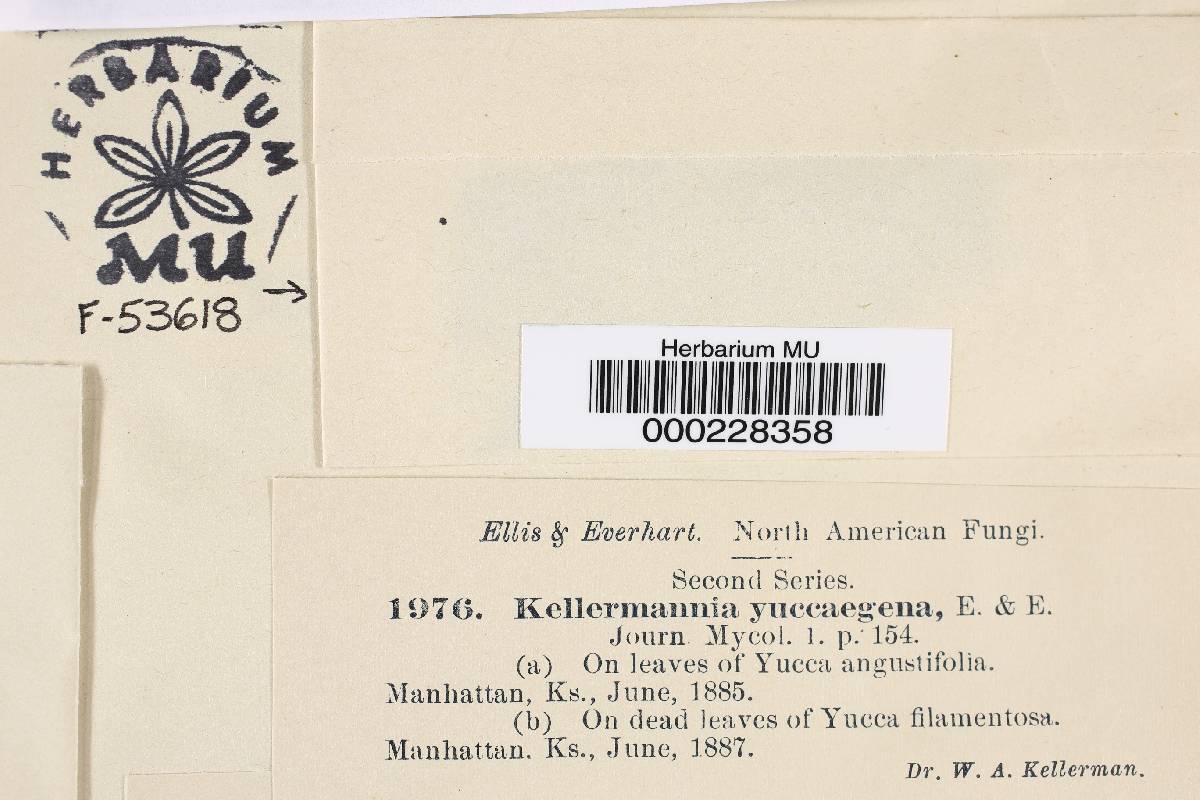 HERBARIUM
MU
F-53618 →
Herbarium MU
000228358
Ellis & Everhart. North American Fungi.
Second Series.
1976. Kellermannia yuccaegena, E. & E.
Journ. Mycol. 1. p. 154.
(a) On leaves of Yucca angustifolia.
Manhattan, Ks., June, 1885.
(b) On dead leaves of Yucca filamentosa.
Manhattan. Ks., June, 1887.
Dr. W. A. Kellerman.